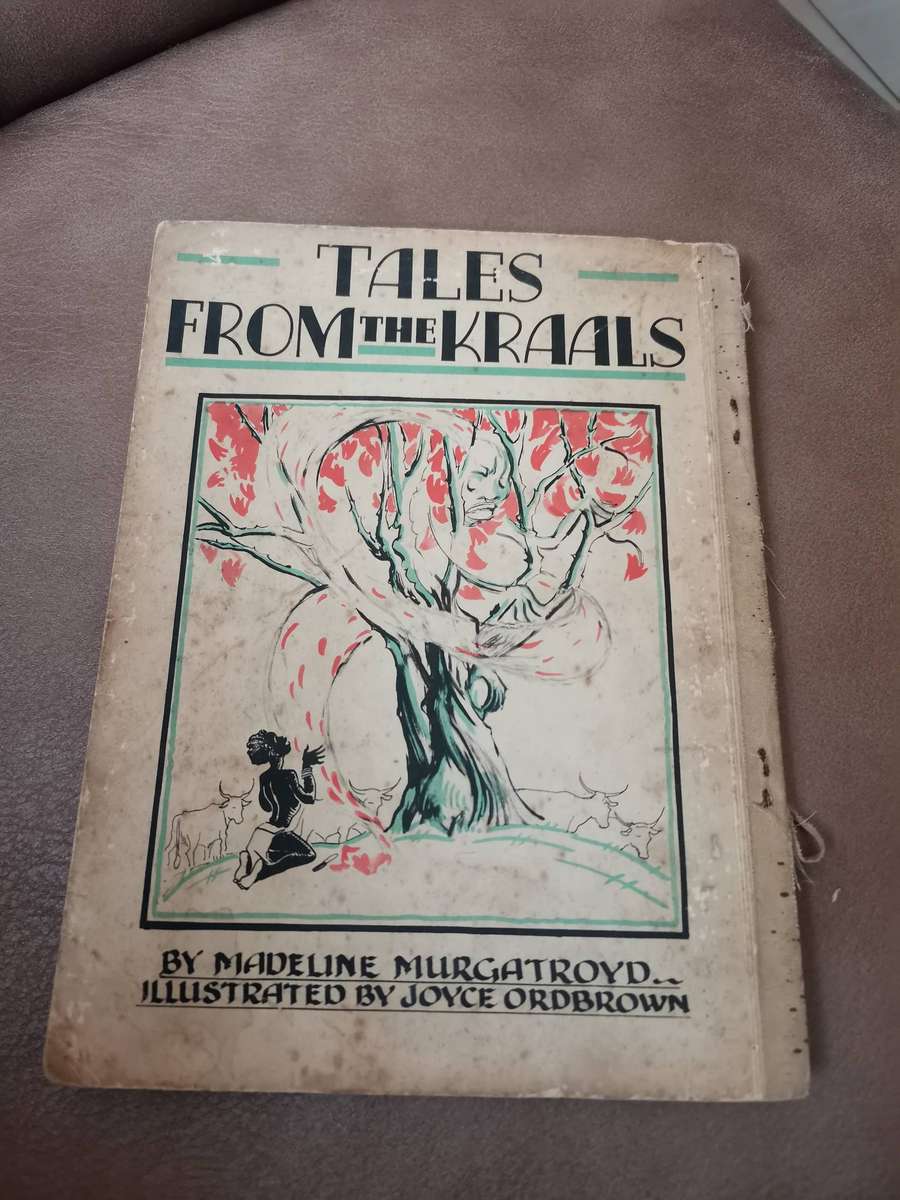 TALES
FROM THE KRAALS
BY MADELINE MURGATROYD..
ILLUSTRATED BY JOYCE ORDBROWN